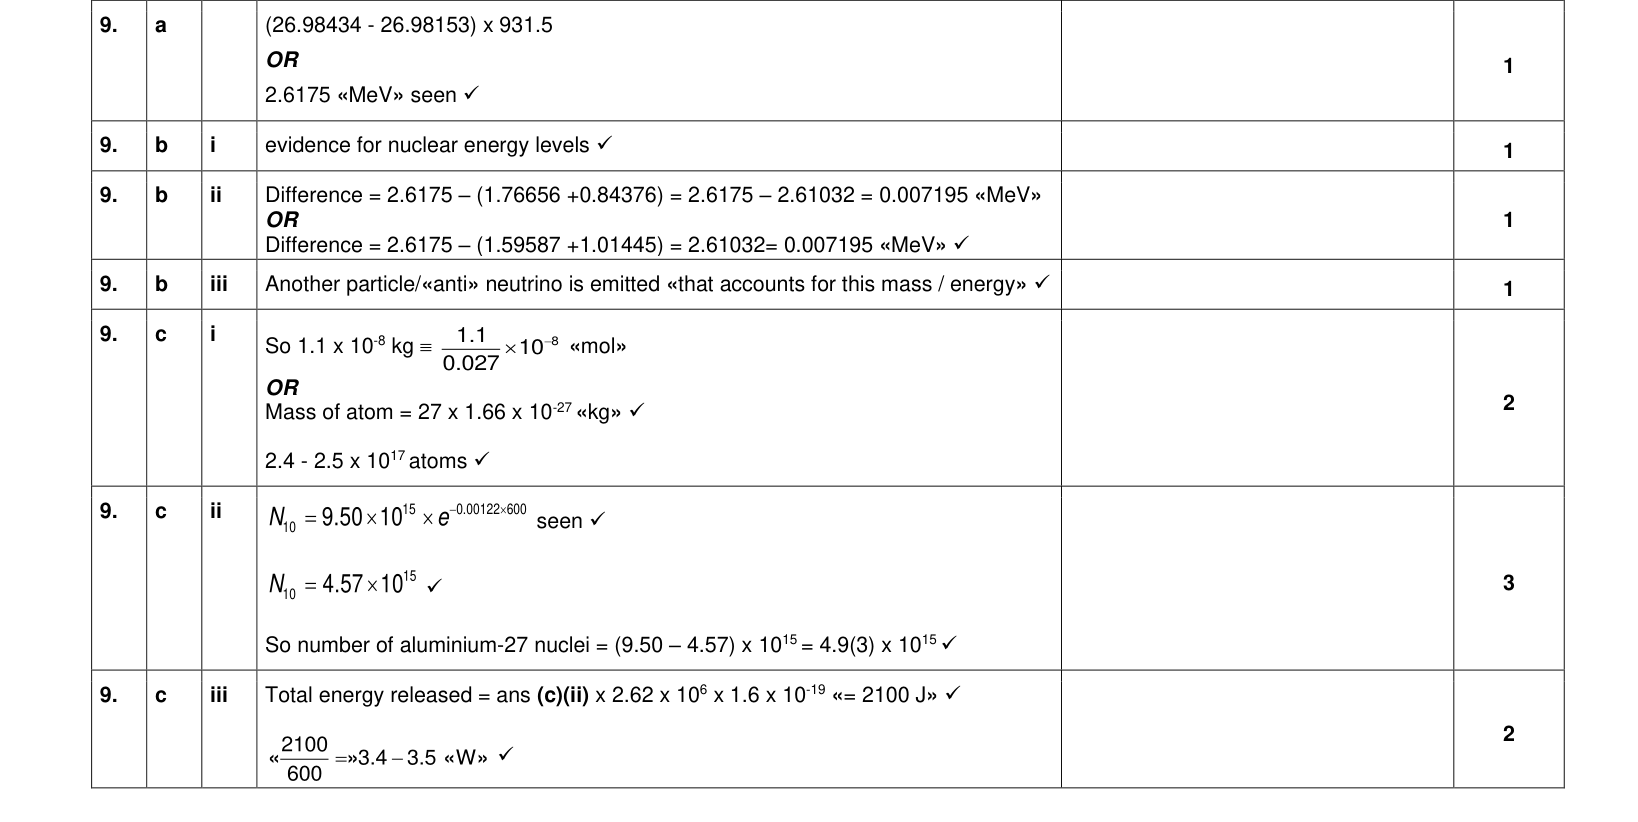 9. a (26.98434 - 26.98153) x 931.5
OR
2.6175 «MeV» seen ✓
1
9. b i evidence for nuclear energy levels ✓ 1
9. b ii Difference = 2.6175 – (1.76656 +0.84376) = 2.6175 – 2.61032 = 0.007195 «MeV»
OR
Difference = 2.6175 – (1.59587 +1.01445) = 2.61032= 0.007195 «MeV» ✓
1
9. b iii Another particle/«anti» neutrino is emitted «that accounts for this mass / energy» ✓ 1
9. c i So 1.1 x 10⁻⁸ kg ≡ 1.1/0.027 ×10⁻⁸ «mol»
OR
Mass of atom = 27 x 1.66 x 10⁻²⁷ «kg» ✓
2
2.4 - 2.5 x 10¹⁷ atoms ✓
9. c ii N₁₀ = 9.50×10¹⁵ × e^(−0.00122×600) seen ✓
N₁₀ = 4.57×10¹⁵ ✓
3
So number of aluminium-27 nuclei = (9.50 – 4.57) x 10¹⁵ = 4.9(3) x 10¹⁵ ✓
9. c iii Total energy released = ans (c)(ii) x 2.62 x 10⁶ x 1.6 x 10⁻¹⁹ «= 2100 J» ✓
2
«2100/600 =»3.4 – 3.5 «W» ✓